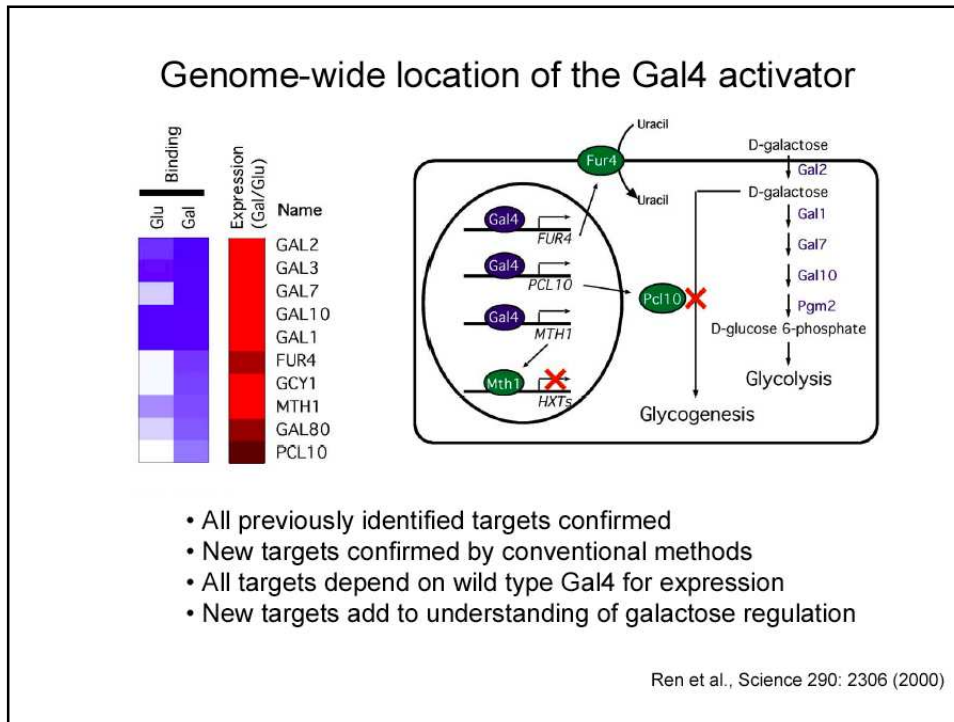 Genome-wide location of the Gal4 activator
Binding
Glu
Gal
Expression
(Gal/Glu)
Name
GAL2
GAL3
GAL7
GAL10
GAL1
FUR4
GCY1
MTH1
GAL80
PCL10
Uracil
Fur4
Uracil
Gal4
FUR4
Gal4
PCL10
Gal4
MTH1
Mth1
HXTs
Pcl10
D-galactose
Gal2
D-galactose
Gal1
Gal7
Gal10
Pgm2
D-glucose 6-phosphate
Glycolysis
Glycogenesis
• All previously identified targets confirmed
• New targets confirmed by conventional methods
• All targets depend on wild type Gal4 for expression
• New targets add to understanding of galactose regulation
Ren et al., Science 290: 2306 (2000)